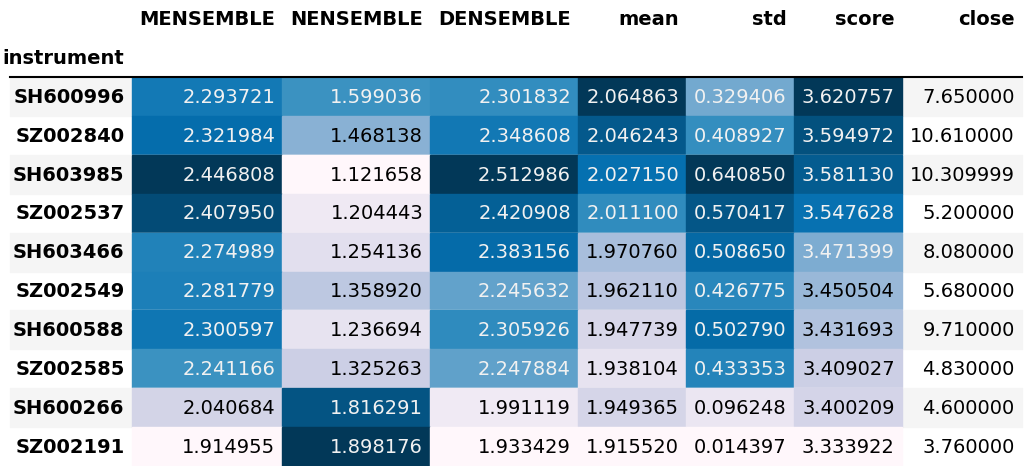 MENSEMBLE NENSEMBLE DENSEMBLE mean std score close
instrument
SH600996 2.293721 1.599036 2.301832 2.064863 0.329406 3.620757 7.650000
SZ002840 2.321984 1.468138 2.348608 2.046243 0.408927 3.594972 10.610000
SH603985 2.446808 1.121658 2.512986 2.027150 0.640850 3.581130 10.309999
SZ002537 2.407950 1.204443 2.420908 2.011100 0.570417 3.547628 5.200000
SH603466 2.274989 1.254136 2.383156 1.970760 0.508650 3.471399 8.080000
SZ002549 2.281779 1.358920 2.245632 1.962110 0.426775 3.450504 5.680000
SH600588 2.300597 1.236694 2.305926 1.947739 0.502790 3.431693 9.710000
SZ002585 2.241166 1.325263 2.247884 1.938104 0.433353 3.409027 4.830000
SH600266 2.040684 1.816291 1.991119 1.949365 0.096248 3.400209 4.600000
SZ002191 1.914955 1.898176 1.933429 1.915520 0.014397 3.333922 3.760000